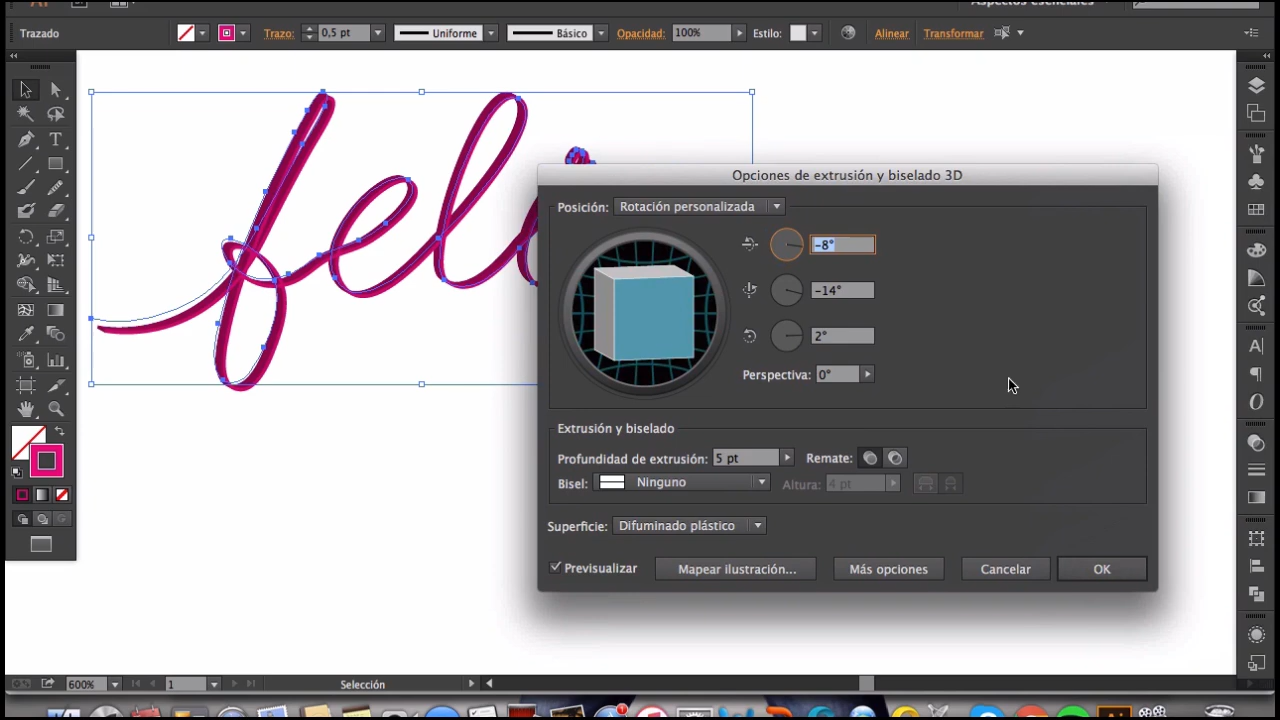 Aspectos esenciales
Trazado
Trazo: 0,5 pt Uniforme Básico Opacidad: 100% Estilo: Alinear Transformar
Opciones de extrusión y biselado 3D
Posición: Rotación personalizada
-8°
-14°
2°
Perspectiva: 0°
Extrusión y biselado
Profundidad de extrusión: 5 pt Remate:
Bisel: Ninguno Altura: 4 pt
Superficie: Difuminado plástico
Previsualizar Mapear ilustración... Más opciones Cancelar OK
600% 1 Selección